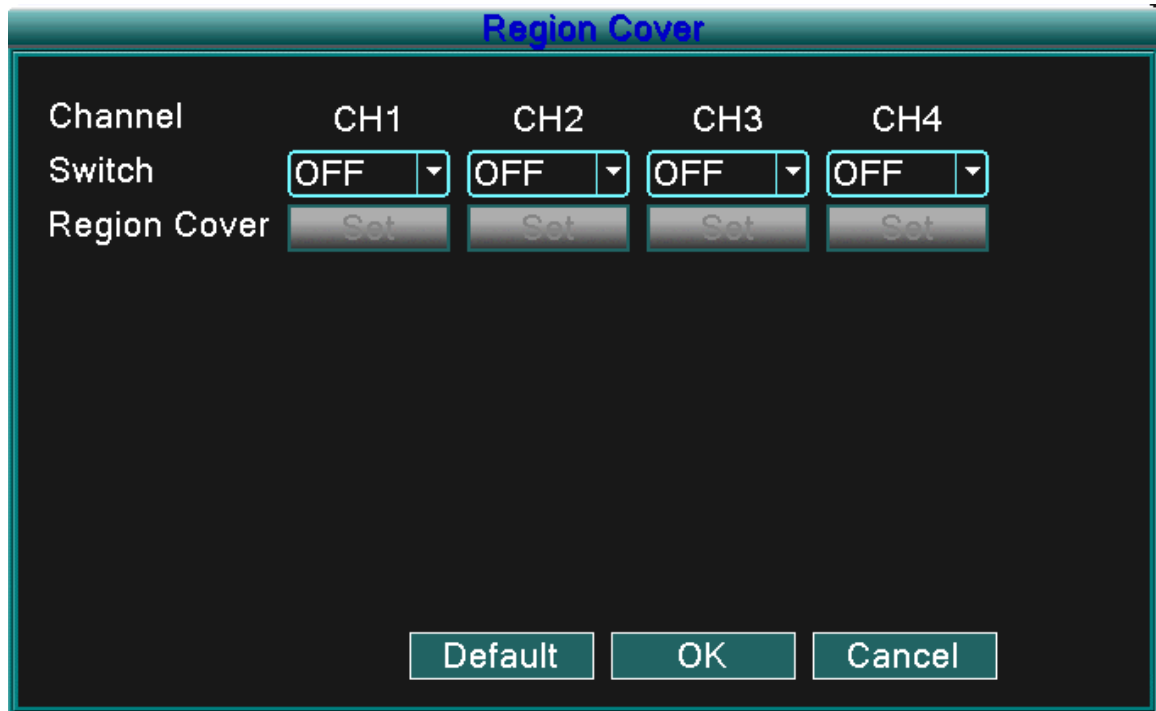 Region Cover
Channel CH1 CH2 CH3 CH4
Switch OFF OFF OFF OFF
Region Cover Set Set Set Set
Default OK Cancel